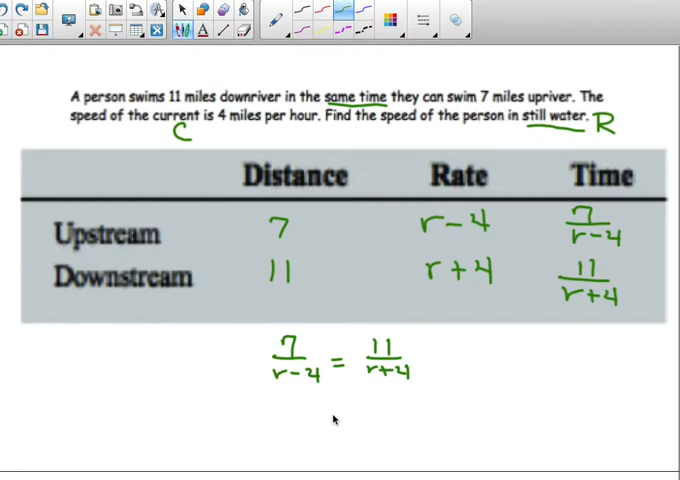 A person swims 11 miles downriver in the same time they can swim 7 miles upriver. The
speed of the current is 4 miles per hour. Find the speed of the person in still water. R
C
Distance Rate Time
Upstream 7 r-4 7/r-4
Downstream 11 r+4 11/r+4
7/r-4 = 11/r+4